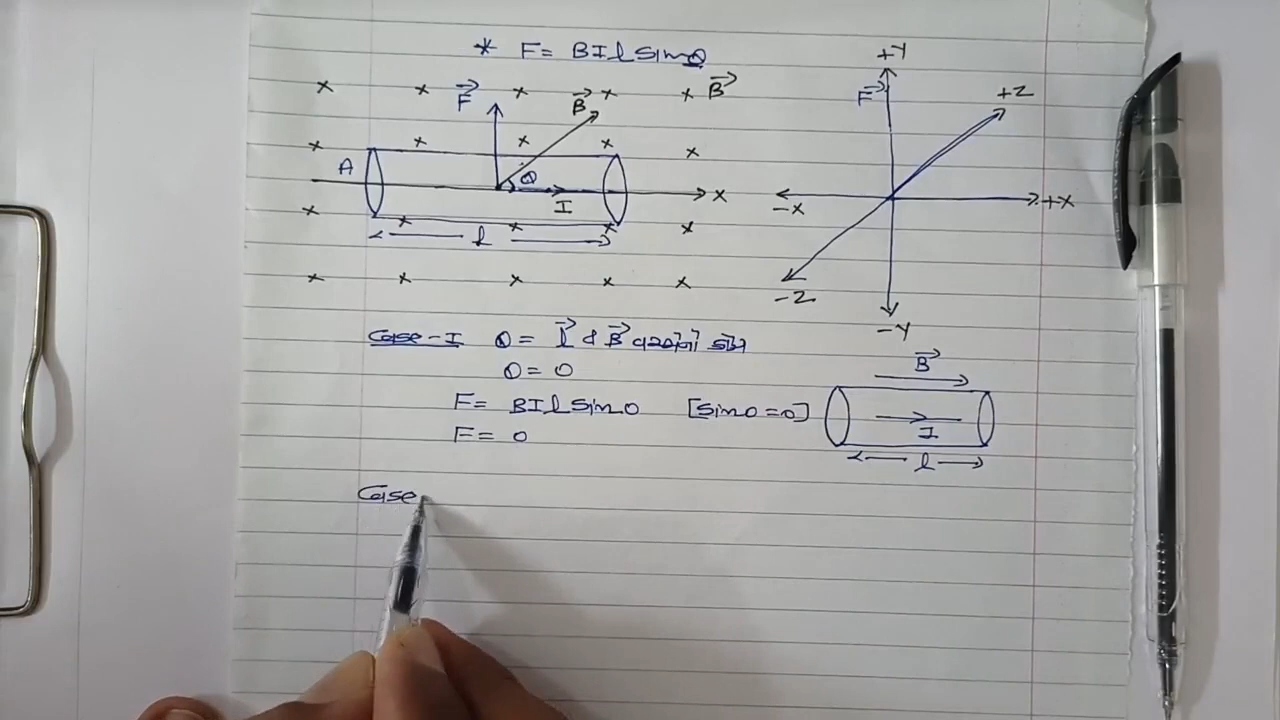 * F= BIlSinθ
+Y
F→ B→ B→
F→
+Z
A θ
I X
-X +X
l
-Z
-Y
Case-I θ= l→ & B→ વચ્ચેનો કોણ
θ=0
B→
F= BIlSin0 [Sin0=0]
I
F= 0
l
Case